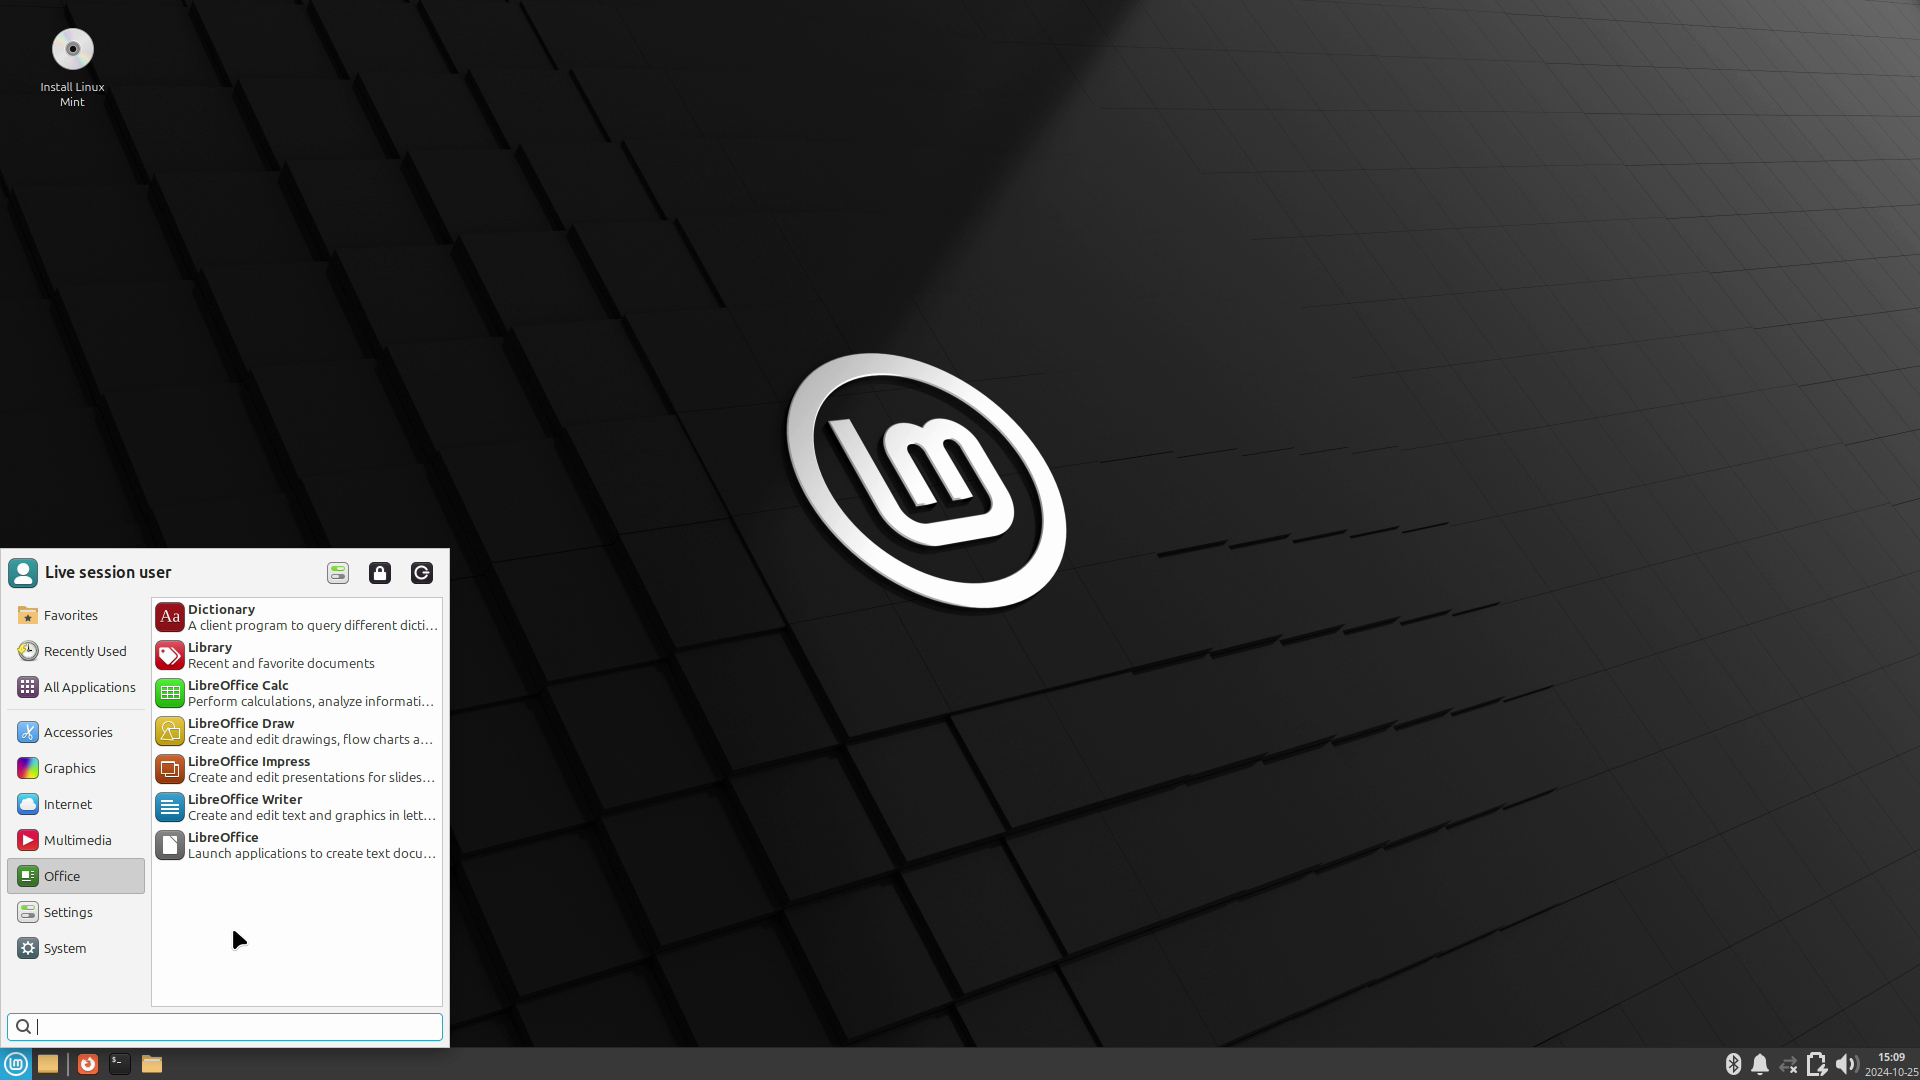 Install Linux
Mint
Live session user
Favorites
Recently Used
All Applications
Accessories
Graphics
Internet
Multimedia
Office
Settings
System
Aa
Dictionary
A client program to query different dicti...
Library
Recent and favorite documents
LibreOffice Calc
Perform calculations, analyze informati...
LibreOffice Draw
Create and edit drawings, flow charts a...
LibreOffice Impress
Create and edit presentations for slides...
LibreOffice Writer
Create and edit text and graphics in lett...
LibreOffice
Launch applications to create text docu...
15:09
2024-10-25